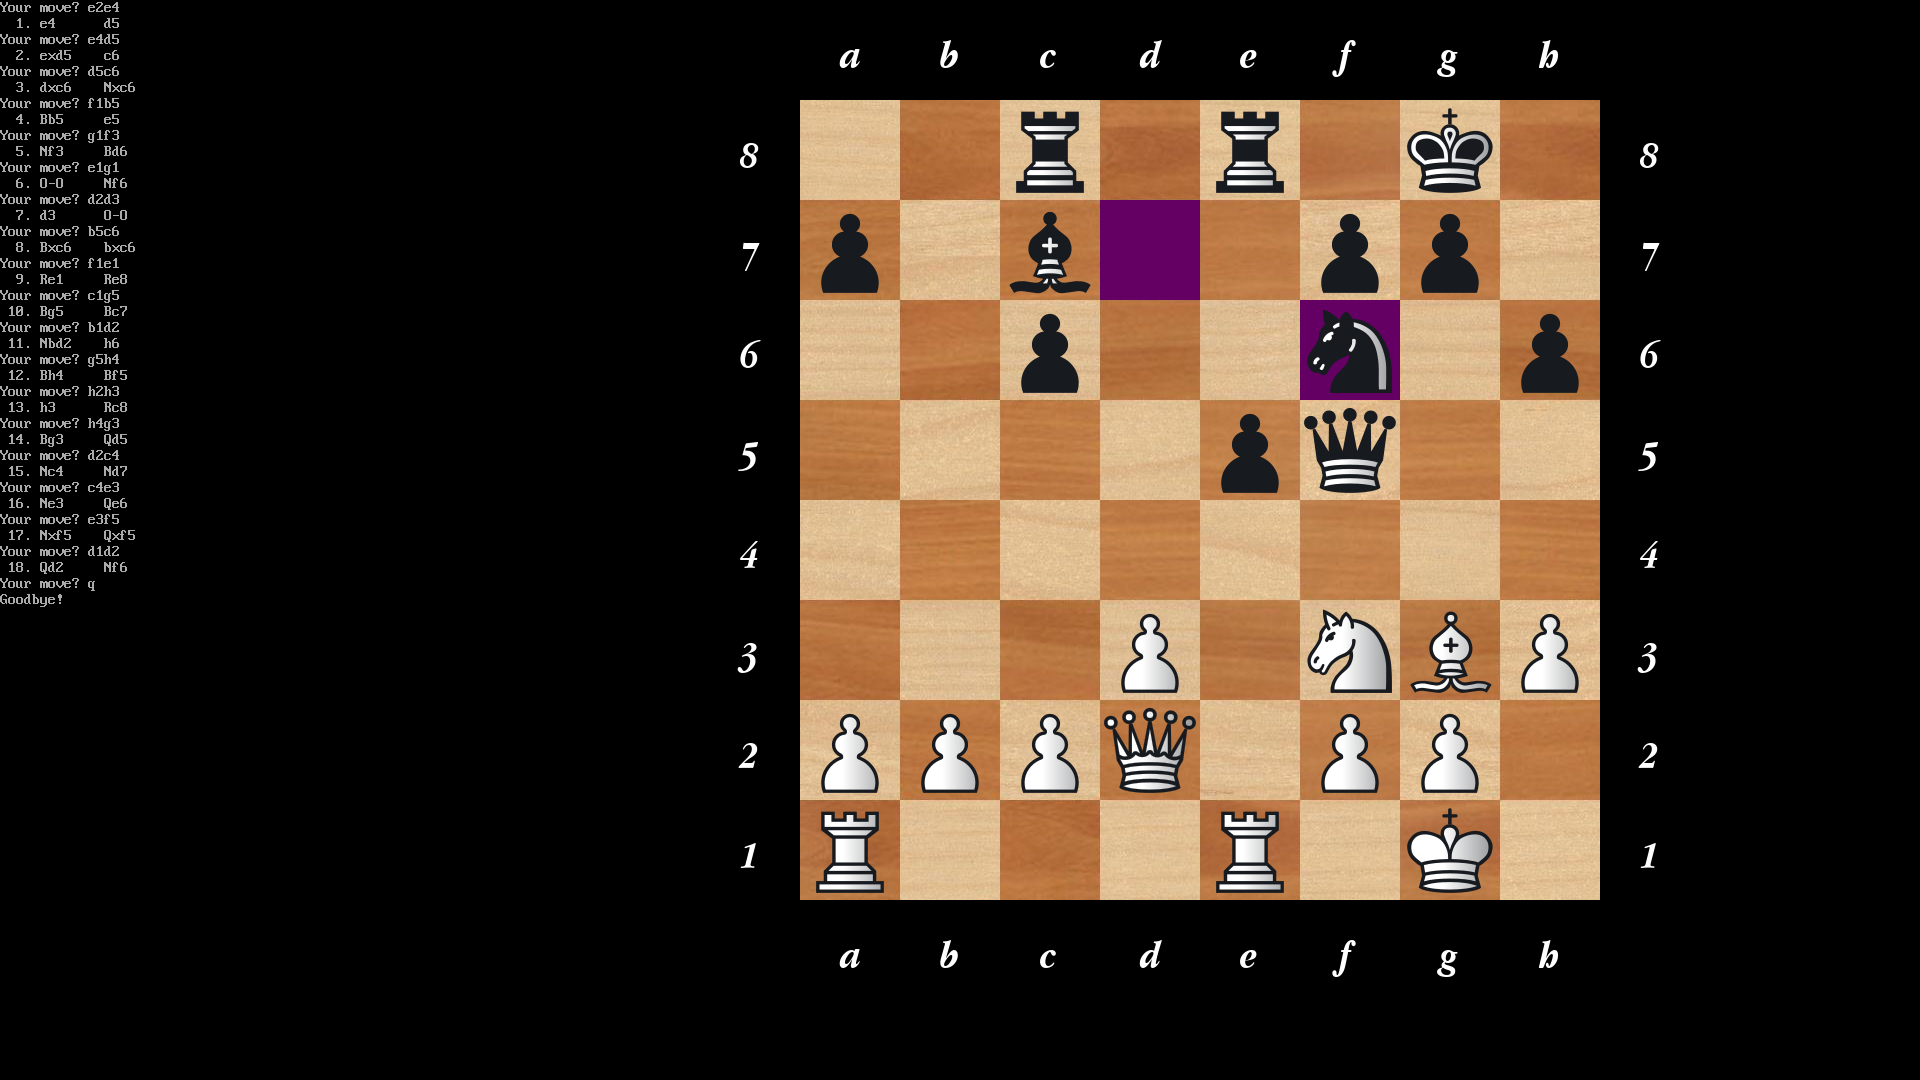 Your move? e2e4
1. e4 d5
Your move? e4d5
2. exd5 c6
Your move? d5c6
3. dxc6 Nxc6
Your move? f1b5
4. Bb5 e5
Your move? g1f3
5. Nf3 Bd6
Your move? e1g1
6. O-O Nf6
Your move? d2d3
7. d3 O-O
Your move? b5c6
8. Bxc6 bxc6
Your move? f1e1
9. Re1 Re8
Your move? c1g5
10. Bg5 Bc7
Your move? b1d2
11. Nbd2 h6
Your move? g5h4
12. Bh4 Bf5
Your move? h2h3
13. h3 Rc8
Your move? h4g3
14. Bg3 Qd5
Your move? d2c4
15. Nc4 Nd7
Your move? c4e3
16. Ne3 Qe6
Your move? e3f5
17. Nxf5 Qxf5
Your move? d1d2
18. Qd2 Nf6
Your move? q
Goodbye!
a b c d e f g h
8 8
7 7
6 6
5 5
4 4
3 3
2 2
1 1
a b c d e f g h